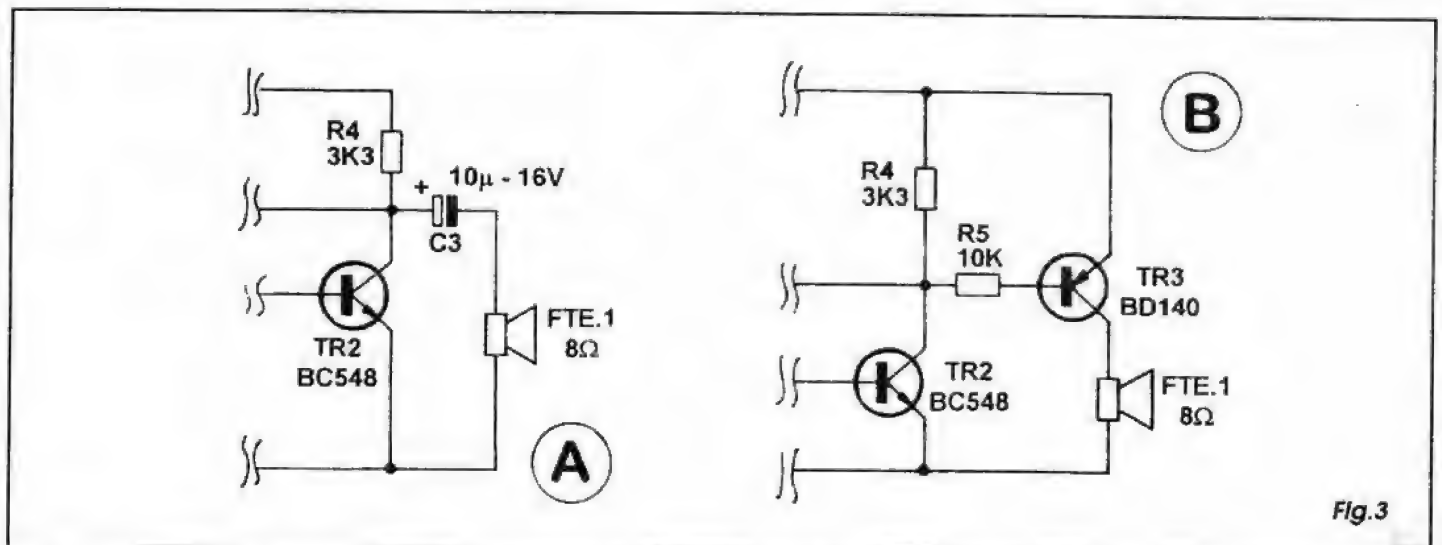 R4
3K3
10µ - 16V
+
C3
TR2
BC548
FTE.1
8Ω
A
B
R4
3K3
R5
10K
TR3
BD140
TR2
BC548
FTE.1
8Ω
Fig.3